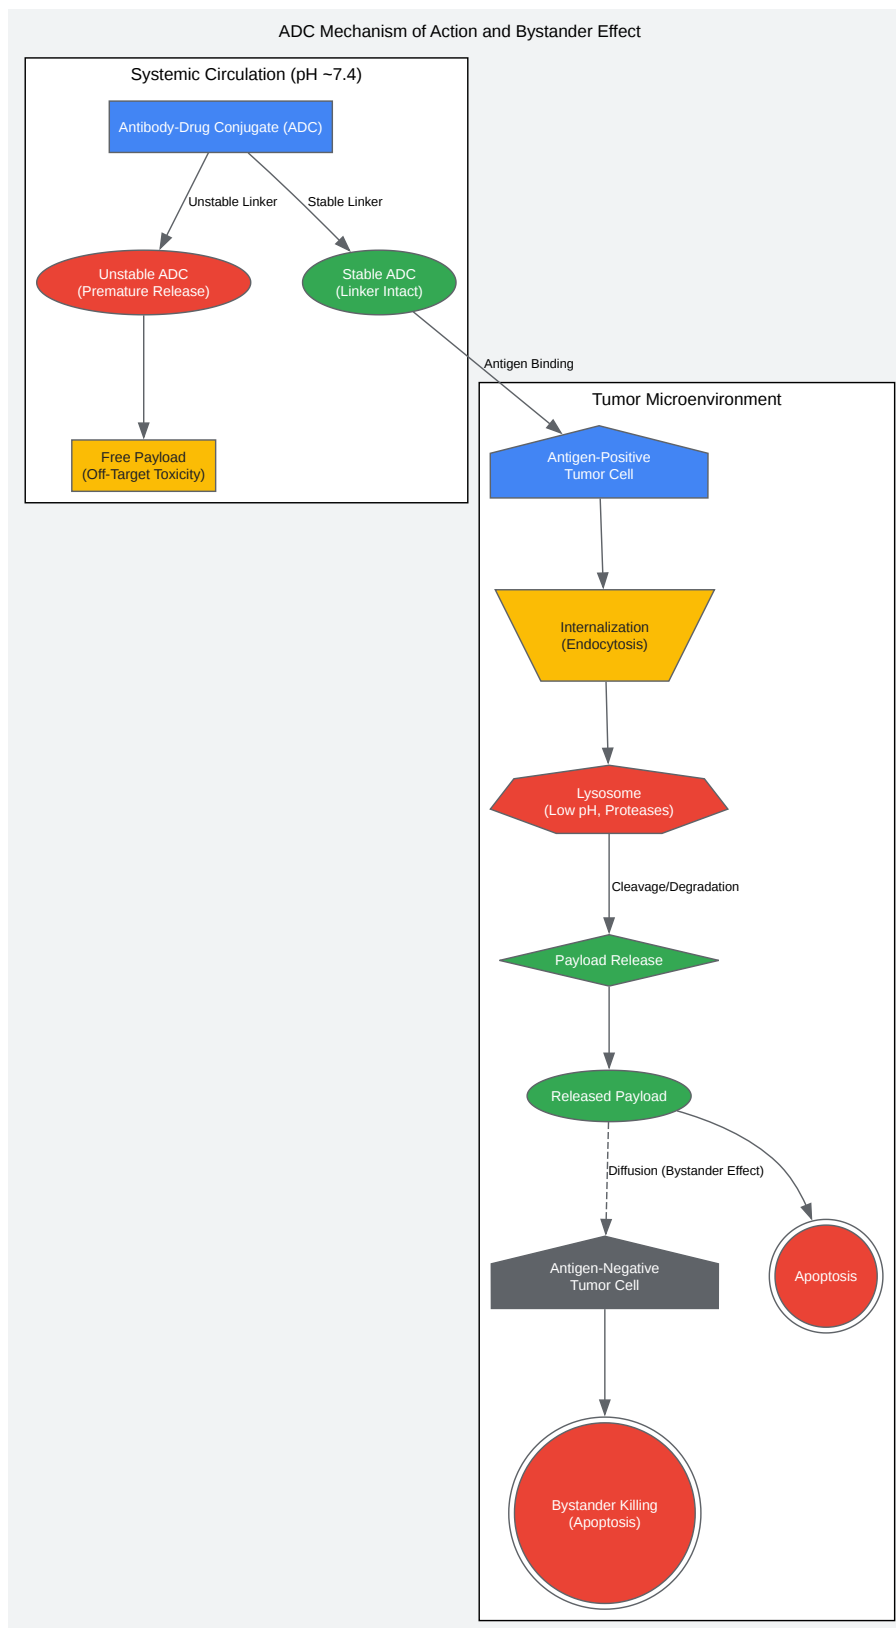 ADC Mechanism of Action and Bystander Effect
Systemic Circulation (pH ~7.4)
Antibody-Drug Conjugate (ADC)
Unstable Linker
Stable Linker
Unstable ADC
(Premature Release)
Stable ADC
(Linker Intact)
Free Payload
(Off-Target Toxicity)
Antigen Binding
Tumor Microenvironment
Antigen-Positive
Tumor Cell
Internalization
(Endocytosis)
Lysosome
(Low pH, Proteases)
Cleavage/Degradation
Payload Release
Released Payload
Diffusion (Bystander Effect)
Antigen-Negative
Tumor Cell
Apoptosis
Bystander Killing
(Apoptosis)